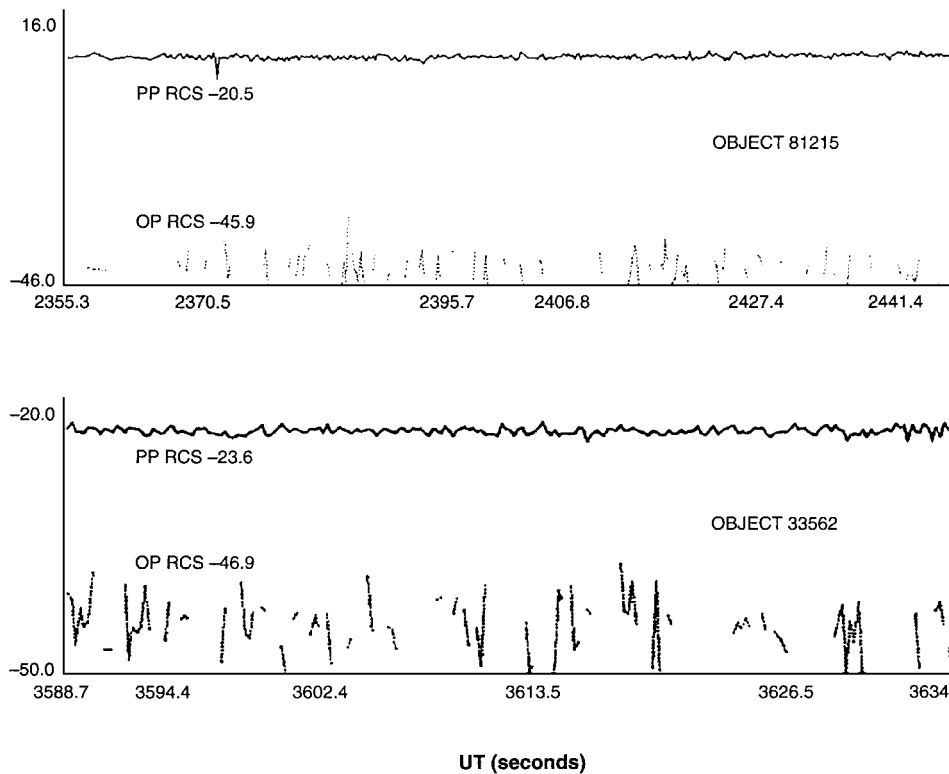 16.0
PP RCS –20.5
OBJECT 81215
OP RCS –45.9
–46.0
2355.3 2370.5 2395.7 2406.8 2427.4 2441.4
–20.0
PP RCS –23.6
OBJECT 33562
OP RCS –46.9
–50.0
3588.7 3594.4 3602.4 3613.5 3626.5 3634
UT (seconds)